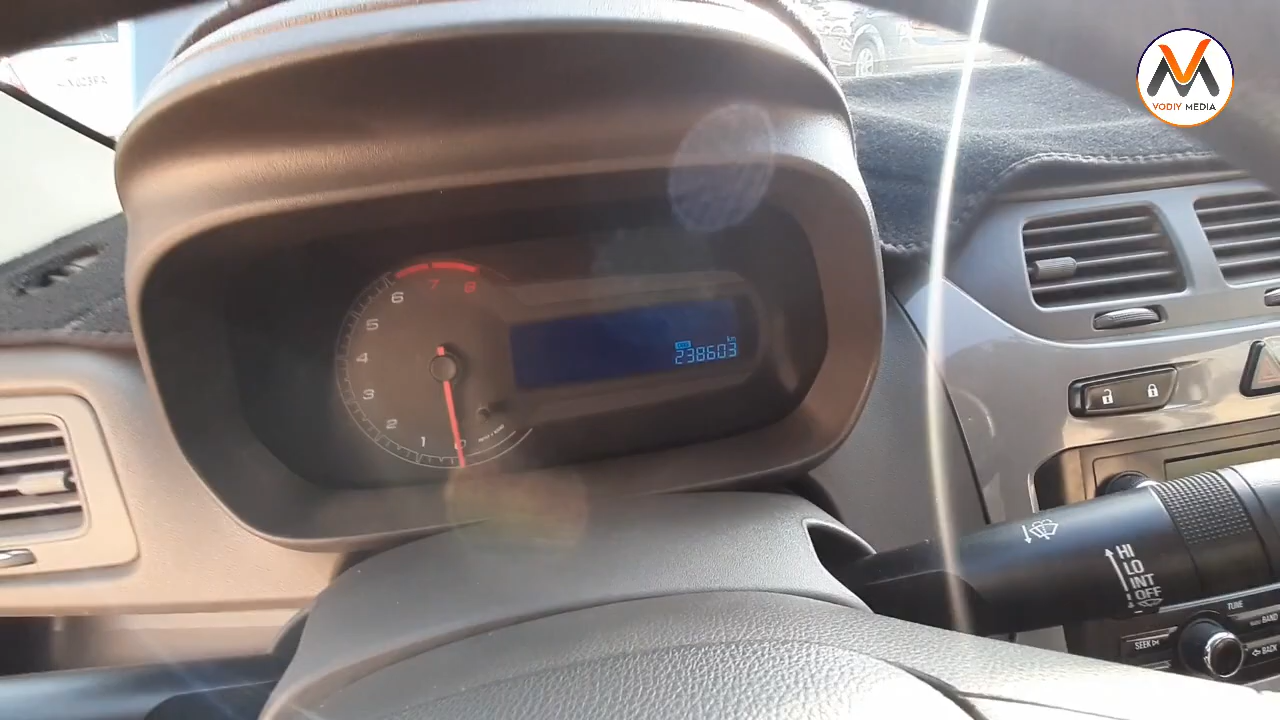 VODIY MEDIA
6
7
8
5
4
3
2
1
0
km
238603
HI
LO
INT
OFF
TUNE
BAND
SEEK
BACK